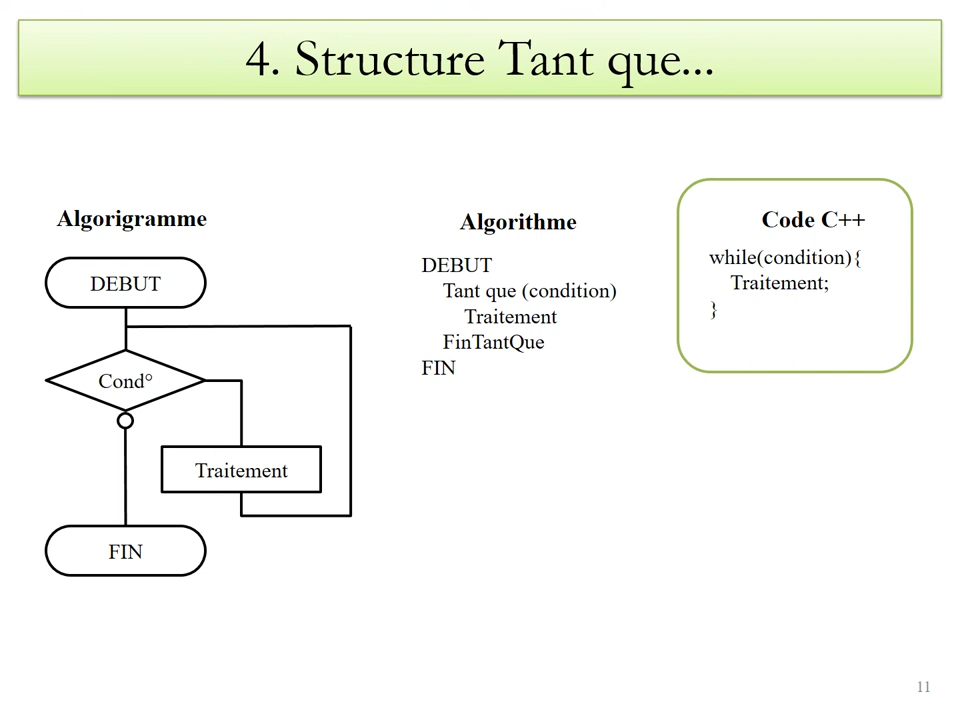 4. Structure Tant que...
Algorigramme
DEBUT
Cond°
Traitement
FIN
Algorithme
DEBUT
Tant que (condition)
Traitement
FinTantQue
FIN
Code C++
while(condition){
Traitement;
}
11